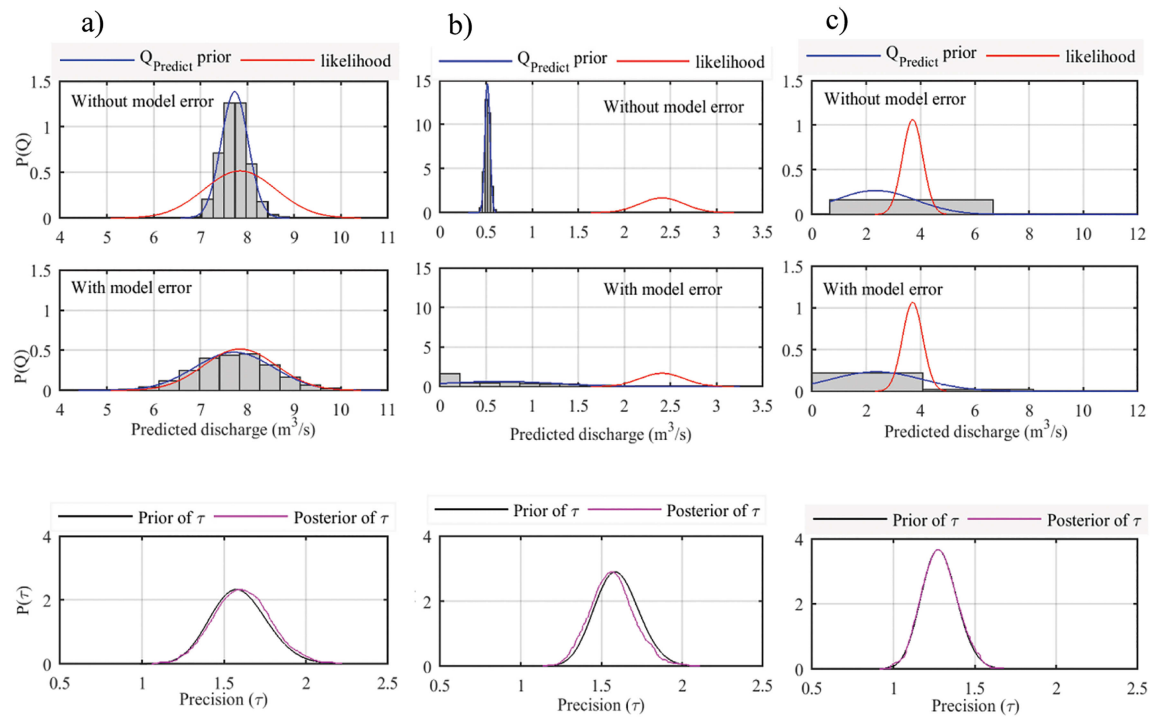 a)
b)
c)
Q_Predict prior likelihood
Q_Predict prior likelihood
Q_Predict prior likelihood
Without model error
1.5
1
0.5
0
P(Q)
4 5 6 7 8 9 10 11
Without model error
15
10
5
0
0 0.5 1 1.5 2 2.5 3 3.5
Without model error
1.5
1
0.5
0
0 2 4 6 8 10 12
With model error
1.5
1
0.5
0
P(Q)
4 5 6 7 8 9 10 11
Predicted discharge (m³/s)
With model error
15
10
5
0
0 0.5 1 1.5 2 2.5 3 3.5
Predicted discharge (m³/s)
With model error
1.5
1
0.5
0
0 2 4 6 8 10 12
Predicted discharge (m³/s)
Prior of τ Posterior of τ
4
2
0
P(τ)
0.5 1 1.5 2 2.5
Precision (τ)
Prior of τ Posterior of τ
4
2
0
0.5 1 1.5 2 2.5
Precision (τ)
Prior of τ Posterior of τ
4
2
0
0.5 1 1.5 2 2.5
Precision (τ)